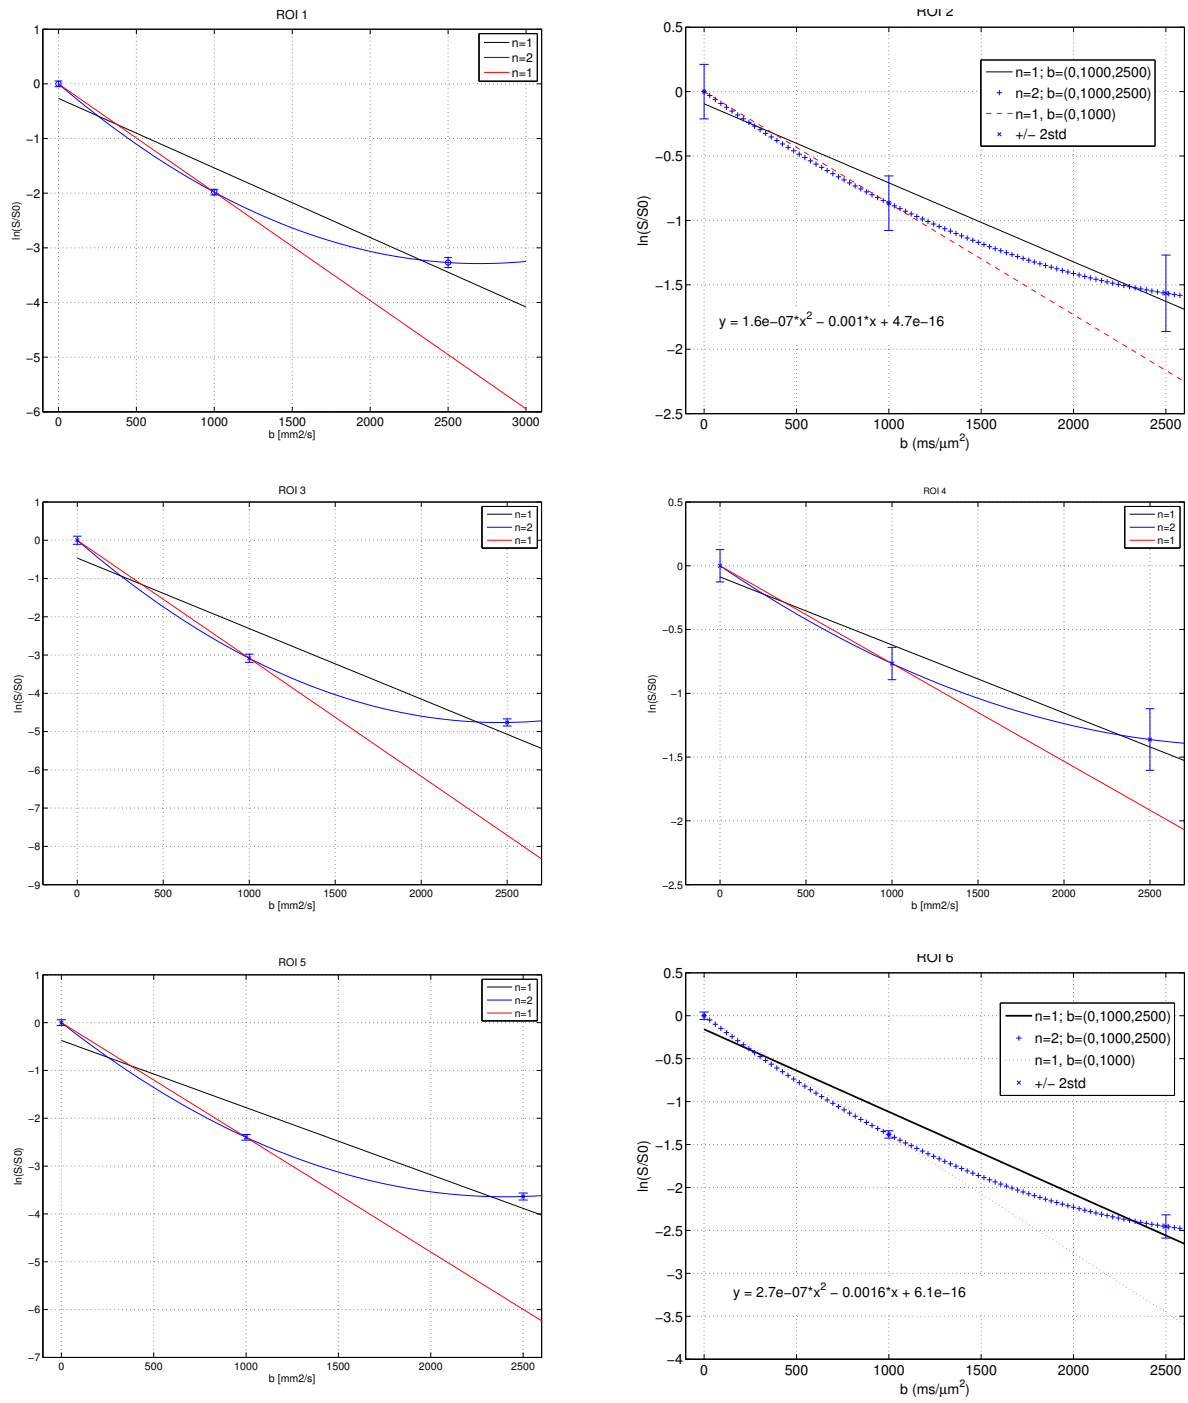 ROI 1
1
0
−1
−2
−3
−4
−5
−6
ln(S/S0)
0 500 1000 1500 2000 2500 3000
b [mm2/s]
n=1
n=2
n=1
ROI 2
0.5
0
−0.5
−1
−1.5
−2
−2.5
ln(S/S0)
0 500 1000 1500 2000 2500
b (ms/μm2)
n=1; b=(0,1000,2500)
n=2; b=(0,1000,2500)
n=1, b=(0,1000)
+/− 2std
y = 1.6e−07*x2 − 0.001*x + 4.7e−16
ROI 3
1
0
−1
−2
−3
−4
−5
−6
−7
−8
−9
ln(S/S0)
0 500 1000 1500 2000 2500
b [mm2/s]
n=1
n=2
n=1
ROI 4
0.5
0
−0.5
−1
−1.5
−2
−2.5
ln(S/S0)
0 500 1000 1500 2000 2500
b [mm2/s]
n=1
n=2
n=1
ROI 5
1
0
−1
−2
−3
−4
−5
−6
−7
ln(S/S0)
0 500 1000 1500 2000 2500
b [mm2/s]
n=1
n=2
n=1
ROI 6
0.5
0
−0.5
−1
−1.5
−2
−2.5
−3
−3.5
−4
ln(S/S0)
0 500 1000 1500 2000 2500
b (ms/μm2)
n=1; b=(0,1000,2500)
n=2; b=(0,1000,2500)
n=1, b=(0,1000)
+/− 2std
y = 2.7e−07*x2 − 0.0016*x + 6.1e−16